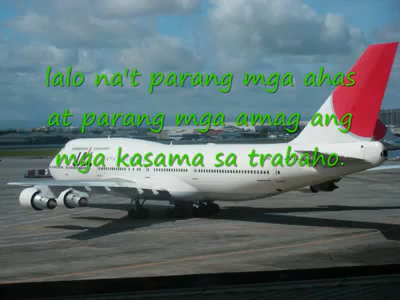 lalo na't parang mga ahas
at parang mga amag ang
mga kasama sa trabaho.